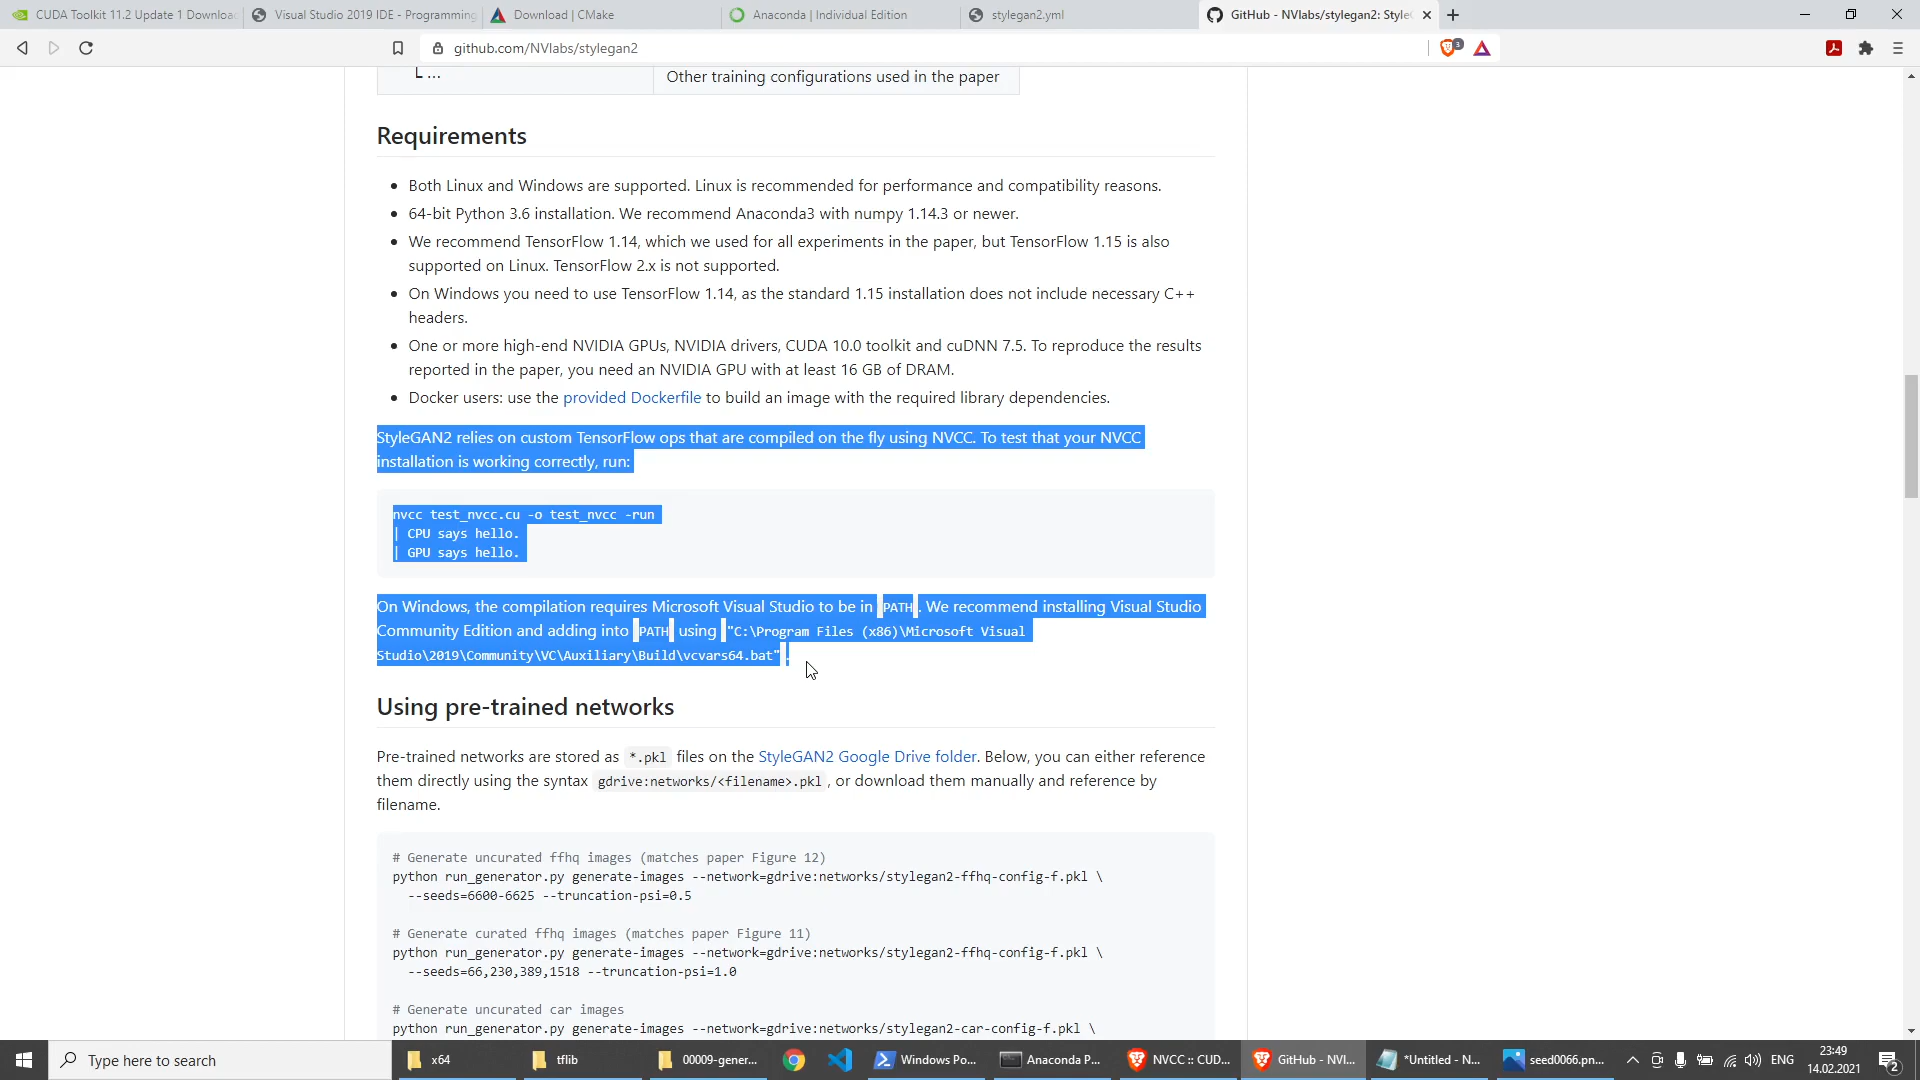 CUDA Toolkit 11.2 Update 1 Downloa
Visual Studio 2019 IDE - Programming
Download | CMake
Anaconda | Individual Edition
stylegan2.yml
GitHub - NVlabs/stylegan2: StyleG
github.com/NVlabs/stylegan2
3
└ ...
Other training configurations used in the paper
Requirements
Both Linux and Windows are supported. Linux is recommended for performance and compatibility reasons.
64-bit Python 3.6 installation. We recommend Anaconda3 with numpy 1.14.3 or newer.
We recommend TensorFlow 1.14, which we used for all experiments in the paper, but TensorFlow 1.15 is also
supported on Linux. TensorFlow 2.x is not supported.
On Windows you need to use TensorFlow 1.14, as the standard 1.15 installation does not include necessary C++
headers.
One or more high-end NVIDIA GPUs, NVIDIA drivers, CUDA 10.0 toolkit and cuDNN 7.5. To reproduce the results
reported in the paper, you need an NVIDIA GPU with at least 16 GB of DRAM.
Docker users: use the provided Dockerfile to build an image with the required library dependencies.
StyleGAN2 relies on custom TensorFlow ops that are compiled on the fly using NVCC. To test that your NVCC
installation is working correctly, run:
nvcc test_nvcc.cu -o test_nvcc -run
| CPU says hello.
| GPU says hello.
On Windows, the compilation requires Microsoft Visual Studio to be in PATH. We recommend installing Visual Studio
Community Edition and adding into PATH using "C:\Program Files (x86)\Microsoft Visual
Studio\2019\Community\VC\Auxiliary\Build\vcvars64.bat".
Using pre-trained networks
Pre-trained networks are stored as *.pkl files on the StyleGAN2 Google Drive folder. Below, you can either reference
them directly using the syntax gdrive:networks/<filename>.pkl, or download them manually and reference by
filename.
# Generate uncurated ffhq images (matches paper Figure 12)
python run_generator.py generate-images --network=gdrive:networks/stylegan2-ffhq-config-f.pkl \
--seeds=6600-6625 --truncation-psi=0.5
# Generate curated ffhq images (matches paper Figure 11)
python run_generator.py generate-images --network=gdrive:networks/stylegan2-ffhq-config-f.pkl \
--seeds=66,230,389,1518 --truncation-psi=1.0
# Generate uncurated car images
python run_generator.py generate-images --network=gdrive:networks/stylegan2-car-config-f.pkl \
Type here to search
x64
tflib
00009-gener...
Windows Po...
Anaconda P...
NVCC :: CUD...
GitHub - NVl...
*Untitled - N...
seed0066.pn...
ENG
23:49
14.02.2021
2